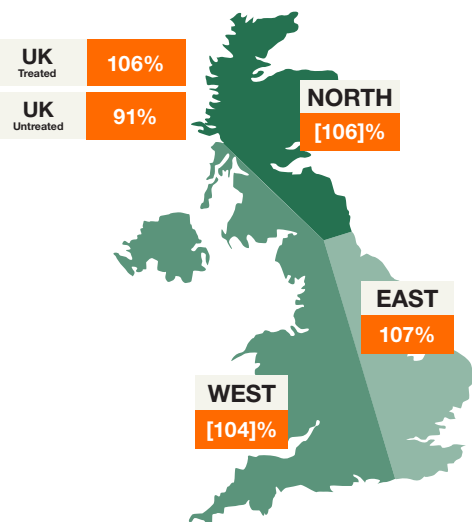 UK
Treated
106%
UK
Untreated
91%
NORTH
[106]%
EAST
107%
WEST
[104]%